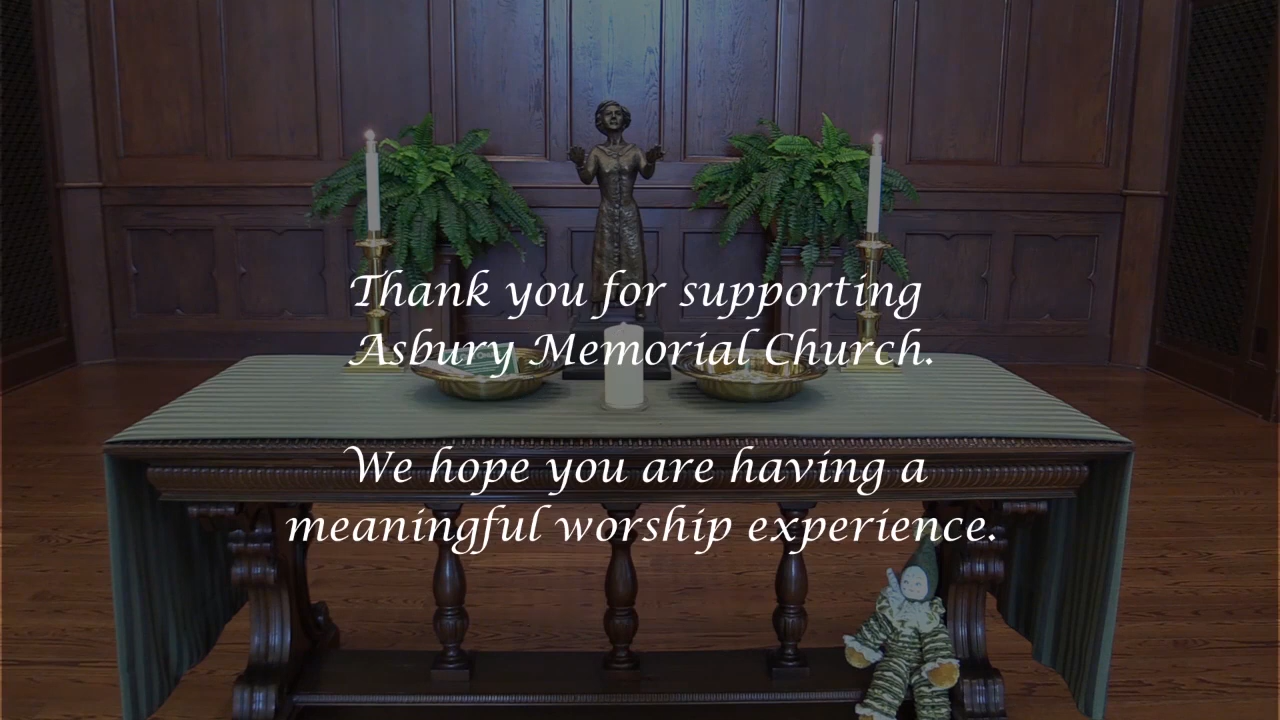 Thank you for supporting
Asbury Memorial Church.
We hope you are having a
meaningful worship experience.